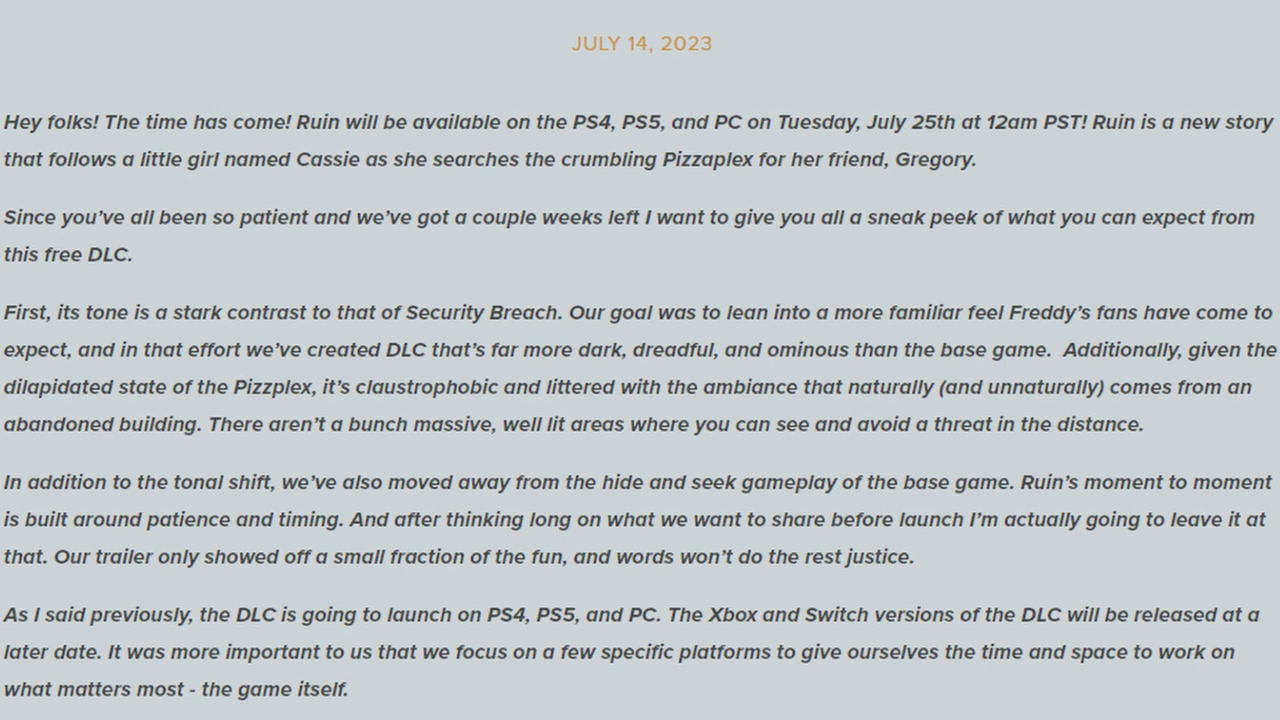 JULY 14, 2023
Hey folks! The time has come! Ruin will be available on the PS4, PS5, and PC on Tuesday, July 25th at 12am PST! Ruin is a new story
that follows a little girl named Cassie as she searches the crumbling Pizzaplex for her friend, Gregory.
Since you’ve all been so patient and we’ve got a couple weeks left I want to give you all a sneak peek of what you can expect from
this free DLC.
First, its tone is a stark contrast to that of Security Breach. Our goal was to lean into a more familiar feel Freddy’s fans have come to
expect, and in that effort we’ve created DLC that’s far more dark, dreadful, and ominous than the base game.  Additionally, given the
dilapidated state of the Pizzplex, it’s claustrophobic and littered with the ambiance that naturally (and unnaturally) comes from an
abandoned building. There aren’t a bunch massive, well lit areas where you can see and avoid a threat in the distance.
In addition to the tonal shift, we’ve also moved away from the hide and seek gameplay of the base game. Ruin’s moment to moment
is built around patience and timing. And after thinking long on what we want to share before launch I’m actually going to leave it at
that. Our trailer only showed off a small fraction of the fun, and words won’t do the rest justice.
As I said previously, the DLC is going to launch on PS4, PS5, and PC. The Xbox and Switch versions of the DLC will be released at a
later date. It was more important to us that we focus on a few specific platforms to give ourselves the time and space to work on
what matters most - the game itself.